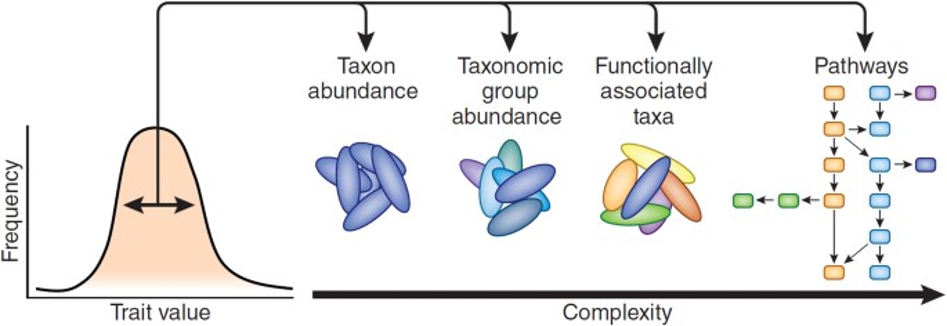 Taxon
abundance
Taxonomic
group
abundance
Functionally
associated
taxa
Pathways
Frequency
Trait value
Complexity